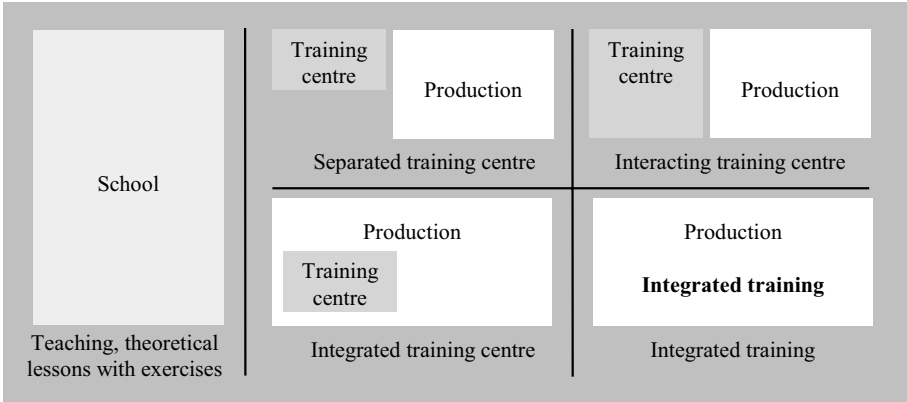 School
Teaching, theoretical
lessons with exercises
Training
centre
Production
Separated training centre
Training
centre
Production
Interacting training centre
Production
Training
centre
Integrated training centre
Production
Integrated training
Integrated training